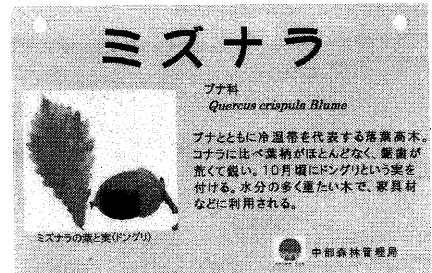 ミズナラ
ブナ科
Quercus crispula Blume
ブナとともに冷温帯を代表する落葉高木。
コナラに比べ葉柄がほとんどなく、鋸歯が
荒くて鋭い。10月頃にドングリという実を
付ける。水分の多く重たい木で、家具材
などに利用される。
ミズナラの葉と実(ドングリ)
中部森林管理局